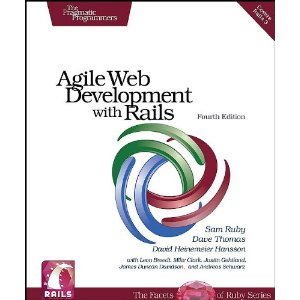 The Pragmatic Programmers
Covers Rails 3
Agile Web
Development
with Rails
Fourth Edition
Sam Ruby
Dave Thomas
David Heinemeier Hansson
with Leon Breedt, Mike Clark, Justin Gehtland,
James Duncan Davidson, and Andreas Schwarz
RAILS
The Facets of Ruby Series